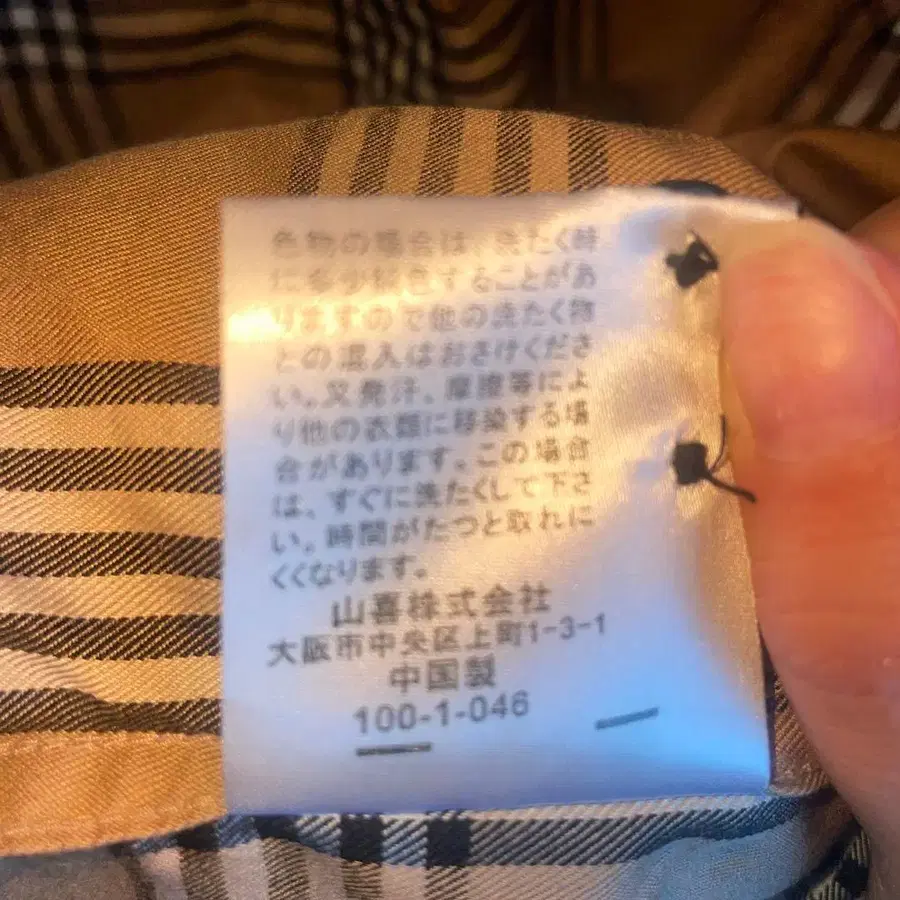 色物の場合は、洗たく時
に多少脱色することがあ
りますので他の洗たく物
との混入はおさけくださ
い。又発汗、摩擦等によ
り他の衣類に移染する場
合があります。この場合
は、すぐに洗たくして下さ
い。時間がたつと取れに
くくなります。
山喜株式会社
大阪市中央区上町1-3-1
中国製
100-1-046